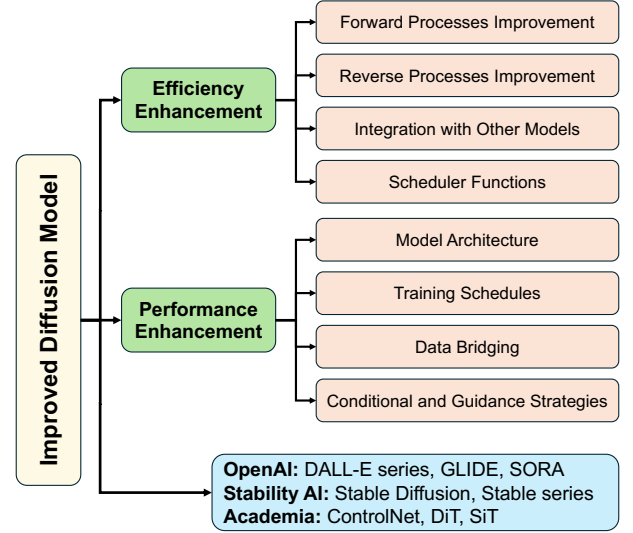 Improved Diffusion Model
Efficiency
Enhancement
Forward Processes Improvement
Reverse Processes Improvement
Integration with Other Models
Scheduler Functions
Performance
Enhancement
Model Architecture
Training Schedules
Data Bridging
Conditional and Guidance Strategies
OpenAI: DALL-E series, GLIDE, SORA
Stability AI: Stable Diffusion, Stable series
Academia: ControlNet, DiT, SiT